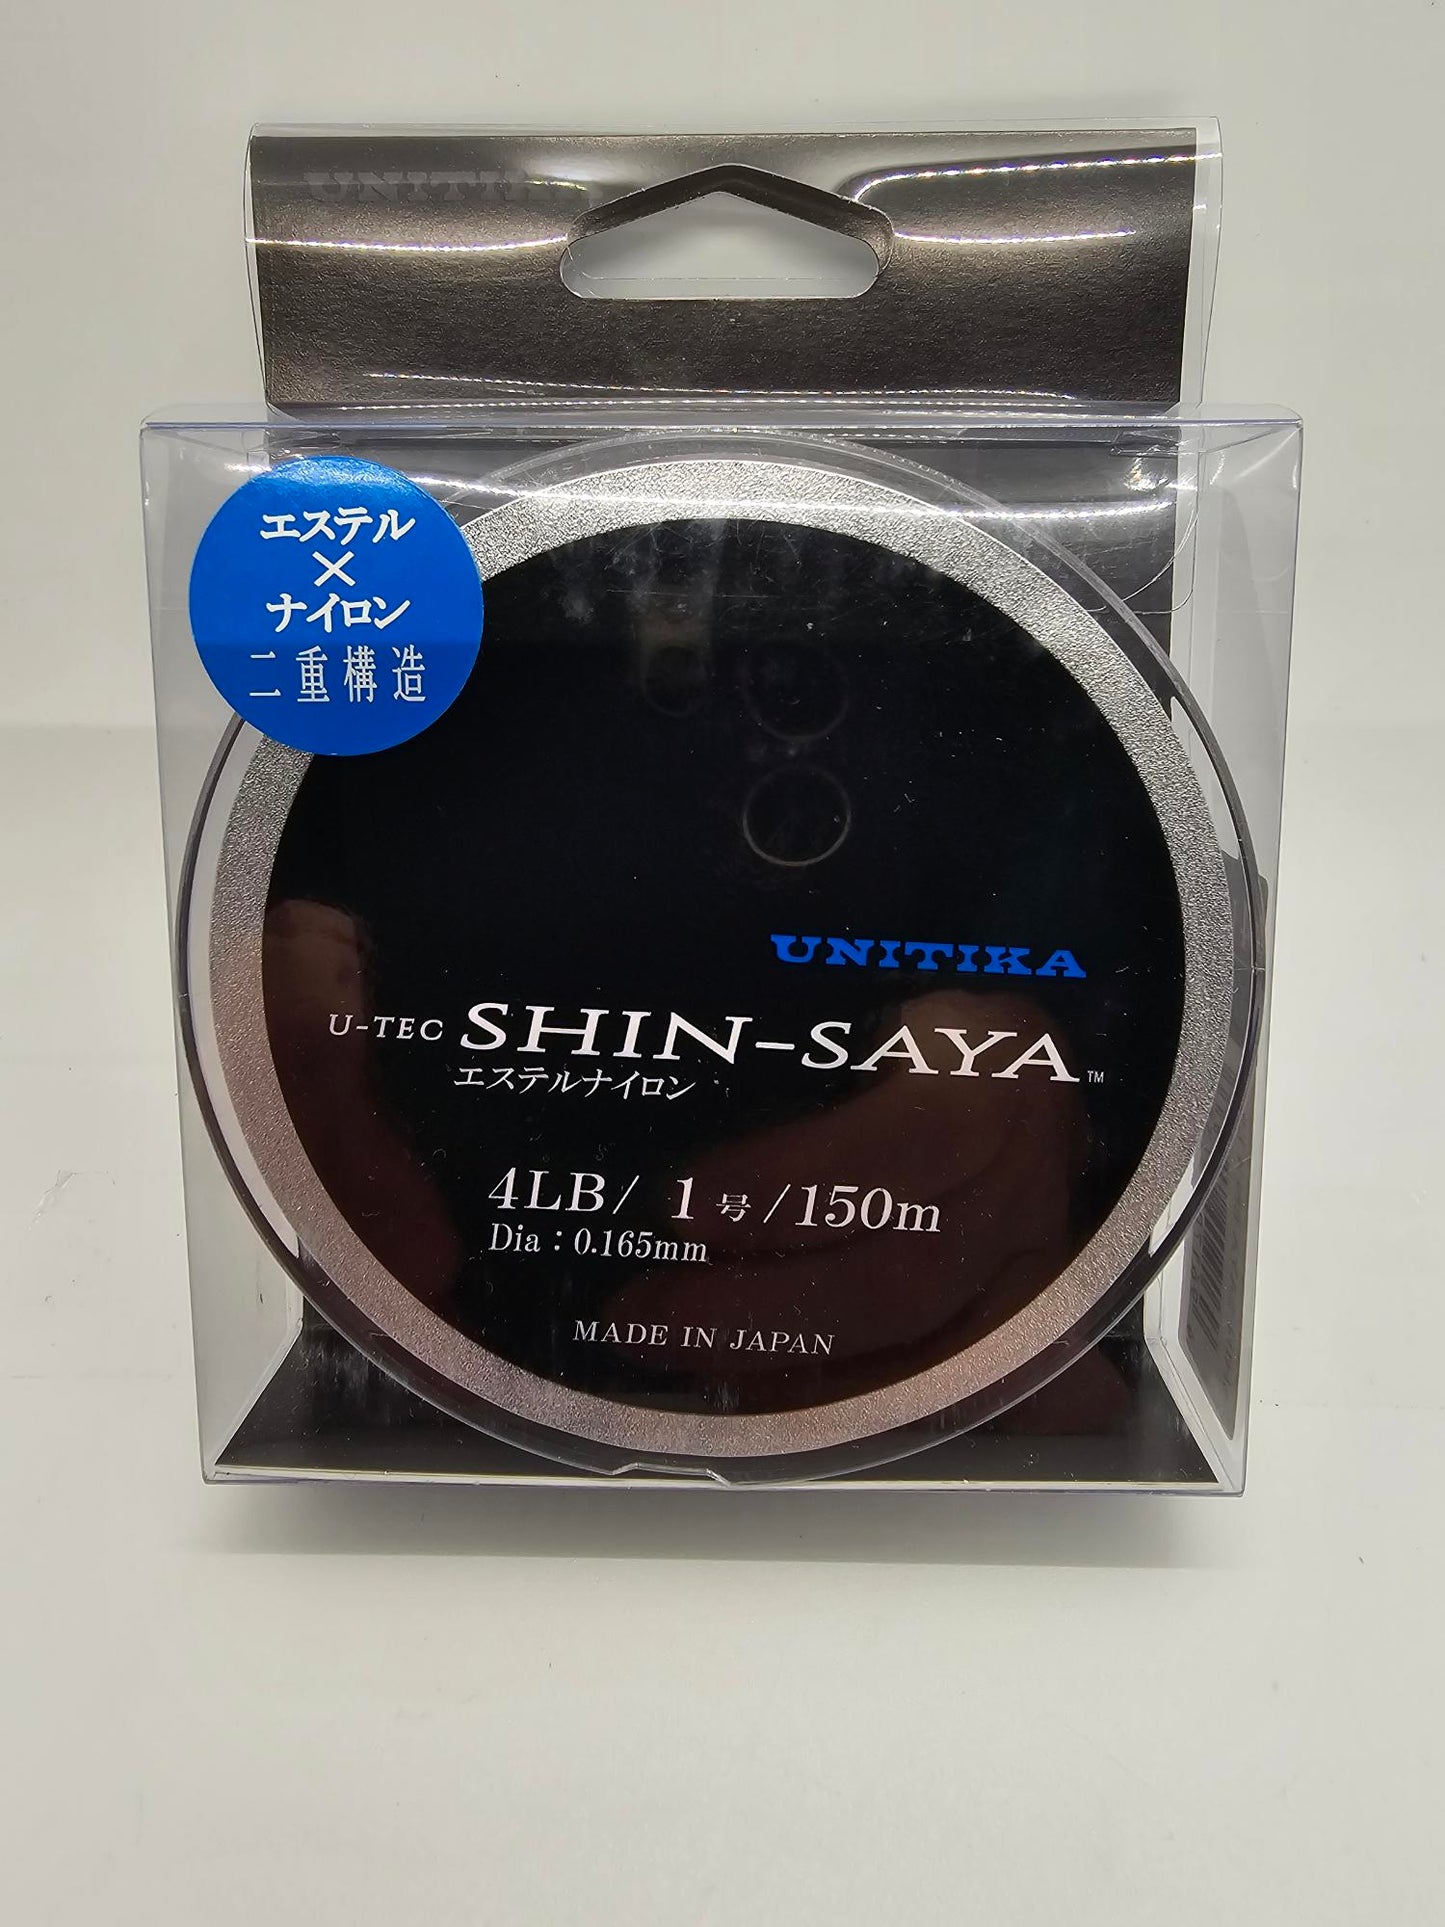 UNITIKA
エステル
×
ナイロン
二重構造
UNITIKA
U-TEC SHIN-SAYA™
エステルナイロン
4LB/ 1号/150m
Dia：0.165mm
MADE IN JAPAN